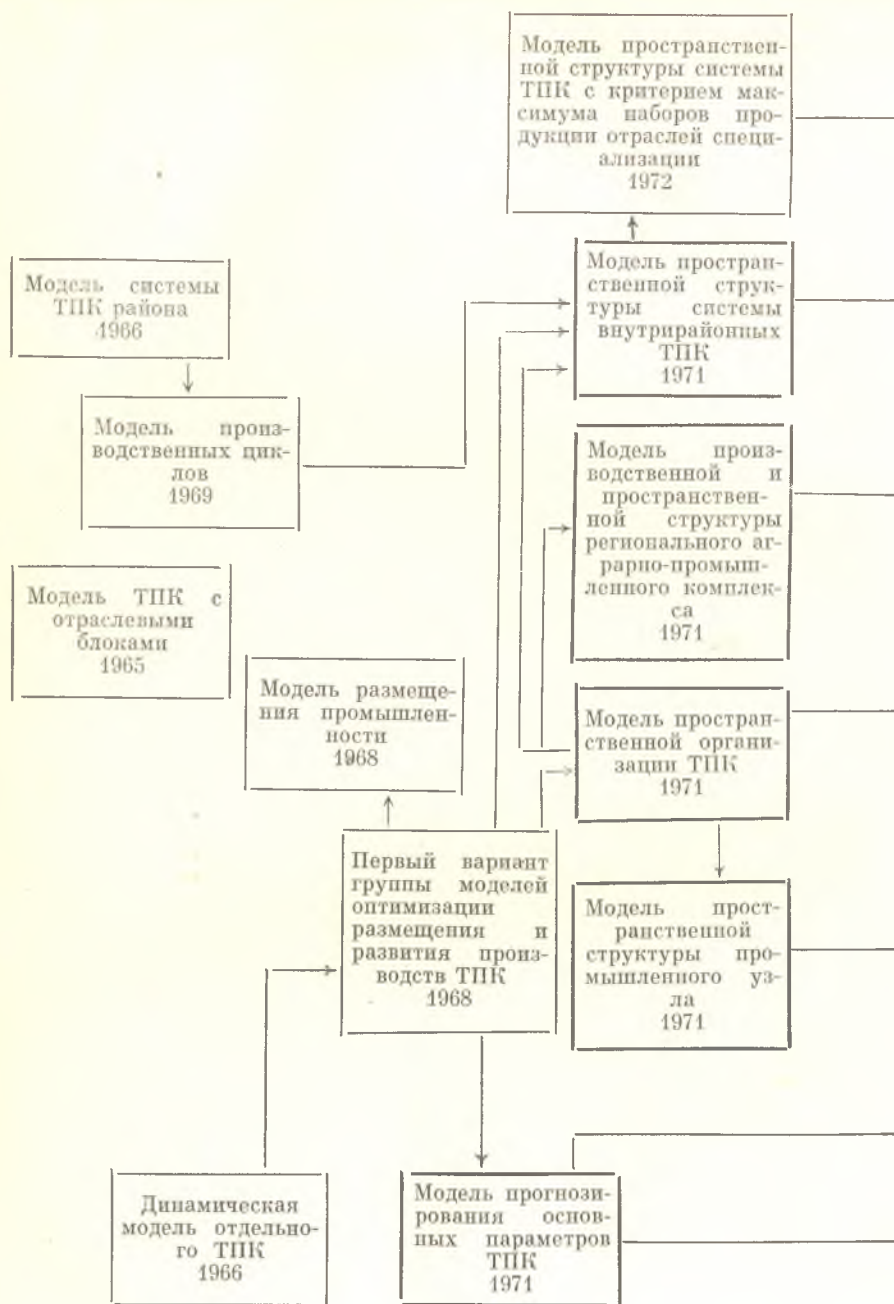 Модель пространствен-
ной структуры системы
ТПК с критерием мак-
симума наборов про-
дукции отраслей специ-
ализации
1972
Модель системы
ТПК района
1966
Модель простран-
ственной струк-
туры системы
внутрирайонных
ТПК
1971
Модель произ-
водственных цик-
лов
1969
Модель произ-
водственной и
пространствен-
ной структуры
регионального аг-
рарно-промыш-
ленного комплек-
са
1971
Модель ТПК с
отраслевыми
блоками
1965
Модель размеще-
ния промышлен-
ности
1968
Модель простран-
ственной органи-
зации ТПК
1971
Первый вариант
группы моделей
оптимизации
размещения и
развития произ-
водств ТПК
1968
Модель прост-
ранственной
структуры про-
мышленного уз-
ла
1971
Динамическая
модель отдельно-
го ТПК
1966
Модель прогнози-
рования основ-
ных параметров
ТПК
1971